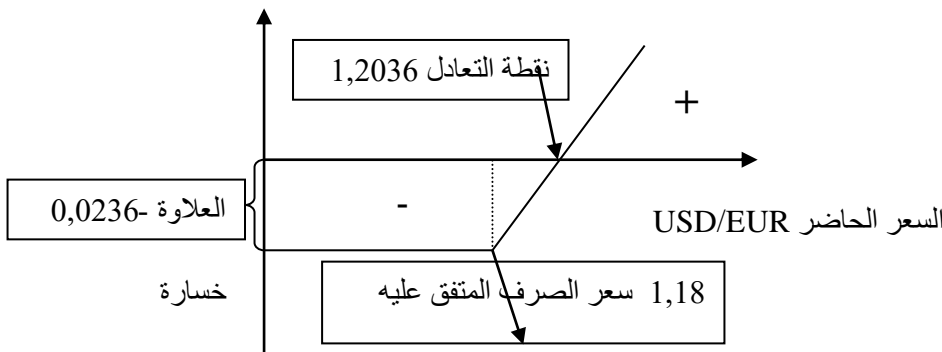 نقطة التعادل 1,2036
+
العلاوة -0,0236
-
السعر الحاضر USD/EUR
خسارة
1,18 سعر الصرف المتفق عليه